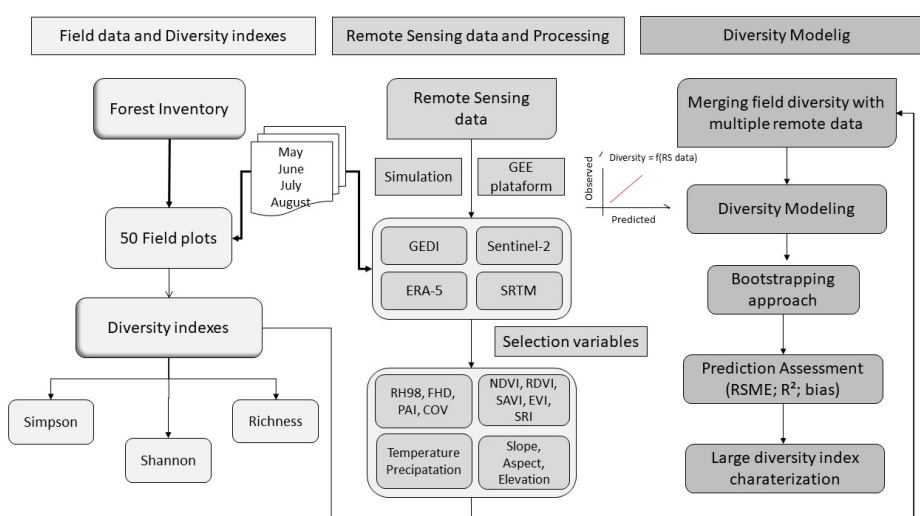 Field data and Diversity indexes
Remote Sensing data and Processing
Diversity Modelig
Forest Inventory
May
June
July
August
50 Field plots
Diversity indexes
Simpson
Shannon
Richness
Remote Sensing
data
Simulation
GEE
plataform
GEDI
Sentinel-2
ERA-5
SRTM
Selection variables
RH98, FHD,
PAI, COV
NDVI, RDVI,
SAVI, EVI,
SRI
Temperature
Precipatation
Slope,
Aspect,
Elevation
Merging field diversity with
multiple remote data
Observed
Diversity = f(RS data)
Predicted
Diversity Modeling
Bootstrapping
approach
Prediction Assessment
(RSME; R²; bias)
Large diversity index
charaterization